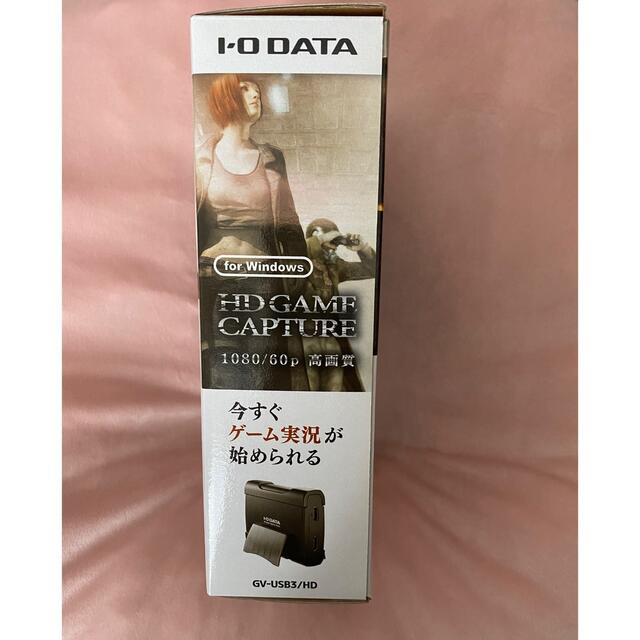 I-O DATA
for Windows
HD GAME
CAPTURE
1080/60p 高画質
今すぐ
ゲーム実況が
始められる
I-O DATA
GV-USB3/HD